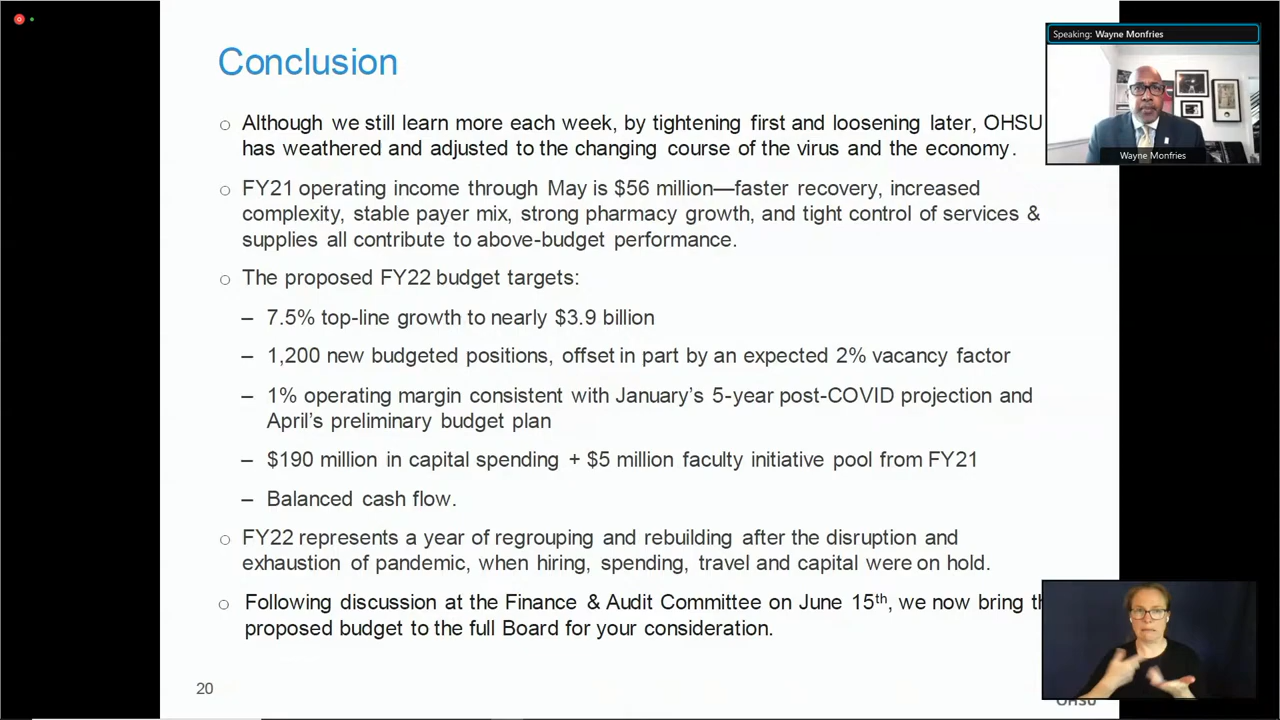 Conclusion
Speaking: Wayne Monfries
Wayne Monfries
○ Although we still learn more each week, by tightening first and loosening later, OHSU
has weathered and adjusted to the changing course of the virus and the economy.
○ FY21 operating income through May is $56 million—faster recovery, increased
complexity, stable payer mix, strong pharmacy growth, and tight control of services &
supplies all contribute to above-budget performance.
○ The proposed FY22 budget targets:
– 7.5% top-line growth to nearly $3.9 billion
– 1,200 new budgeted positions, offset in part by an expected 2% vacancy factor
– 1% operating margin consistent with January's 5-year post-COVID projection and
April's preliminary budget plan
– $190 million in capital spending + $5 million faculty initiative pool from FY21
– Balanced cash flow.
○ FY22 represents a year of regrouping and rebuilding after the disruption and
exhaustion of pandemic, when hiring, spending, travel and capital were on hold.
○ Following discussion at the Finance & Audit Committee on June 15th, we now bring
proposed budget to the full Board for your consideration.
20
OHSU